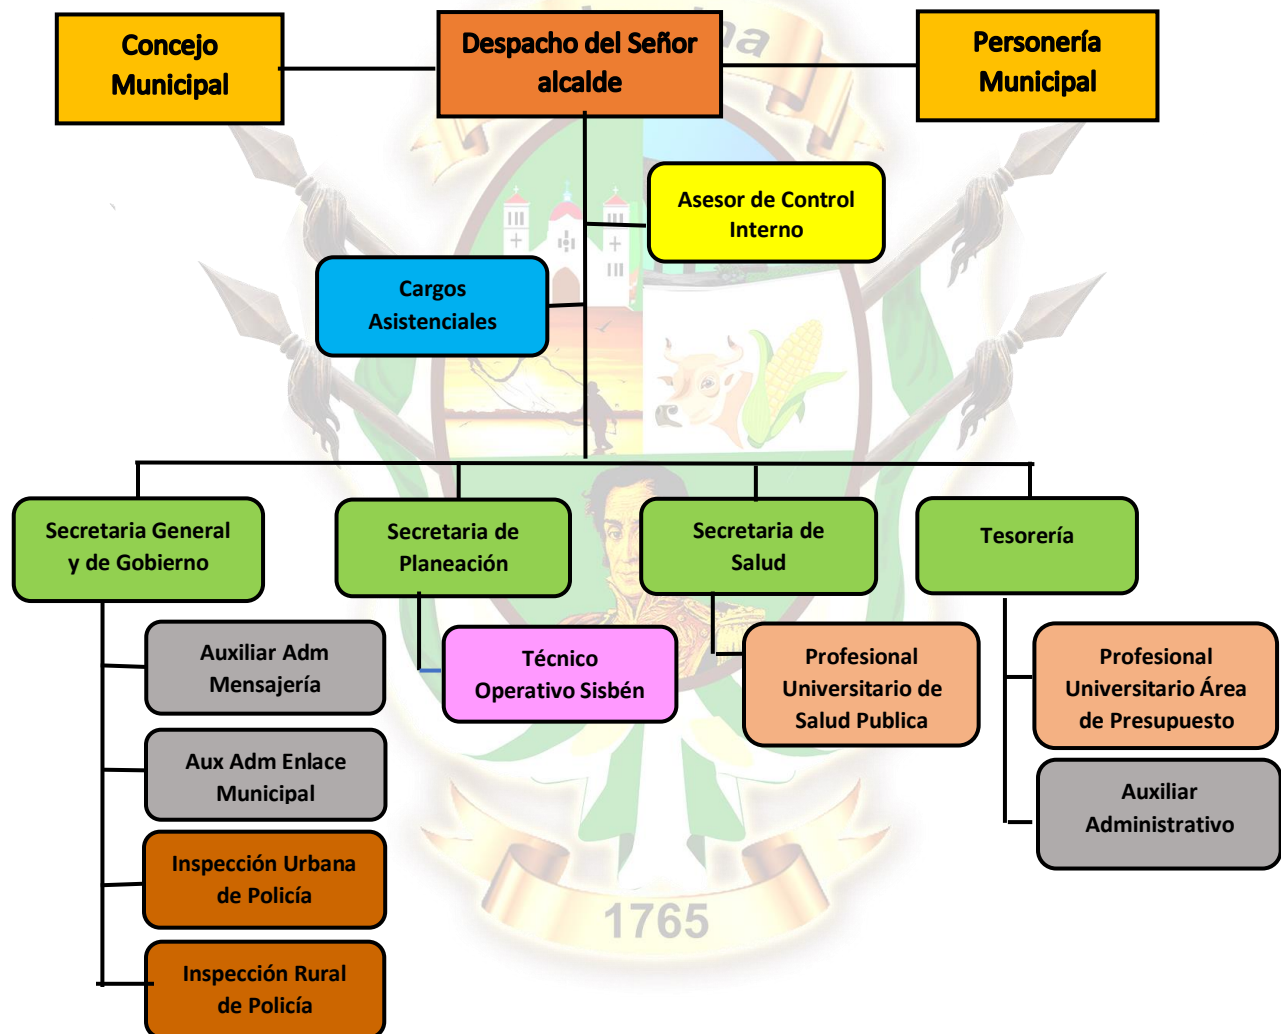 Concejo
Municipal
Despacho del Señor
alcalde
Personería
Municipal
Asesor de Control
Interno
Cargos
Asistenciales
Secretaria General
y de Gobierno
Secretaria de
Planeación
Secretaria de
Salud
Tesorería
Auxiliar Adm
Mensajería
Técnico
Operativo Sisbén
Profesional
Universitario de
Salud Publica
Profesional
Universitario Área
de Presupuesto
Aux Adm Enlace
Municipal
Auxiliar
Administrativo
Inspección Urbana
de Policía
Inspección Rural
de Policía
1765